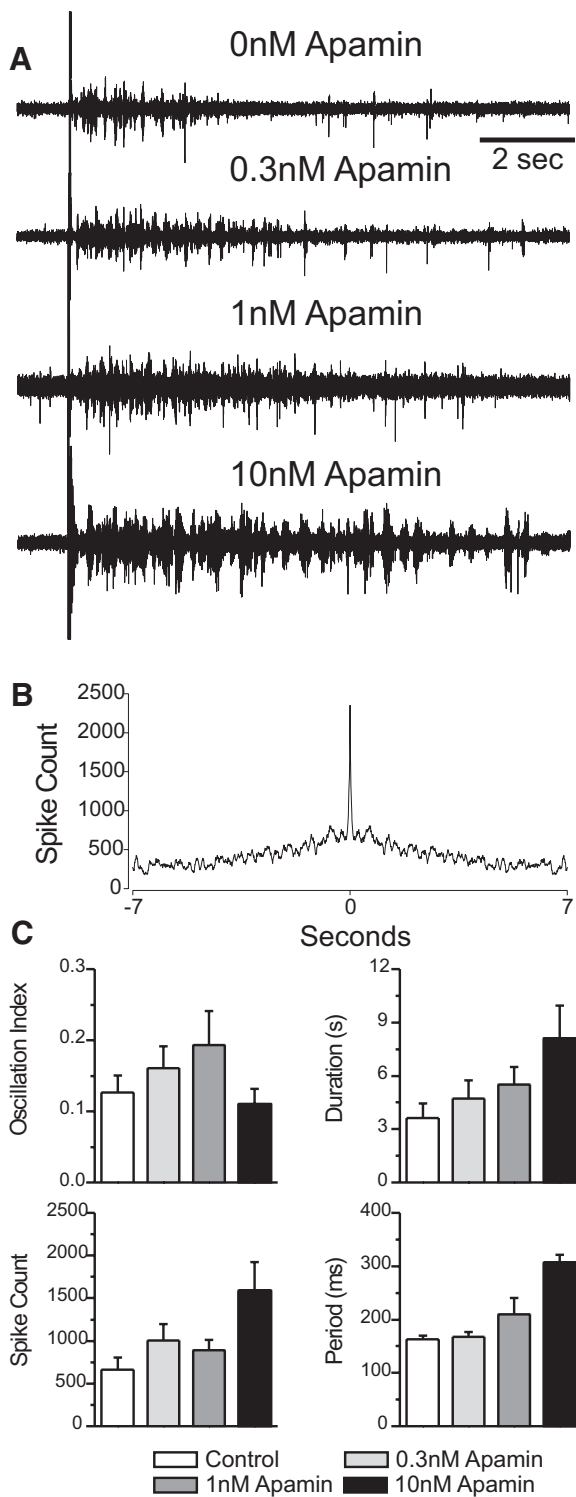 A
0nM Apamin
2 sec
0.3nM Apamin
1nM Apamin
10nM Apamin
B
Spike Count
2500
2000
1500
1000
500
0
-7 0 7
Seconds
C
Oscillation Index
0.3
0.2
0.1
0.0
Duration (s)
12
9
6
3
0
Spike Count
2500
2000
1500
1000
500
0
Period (ms)
400
300
200
100
0
Control
0.3nM Apamin
1nM Apamin
10nM Apamin